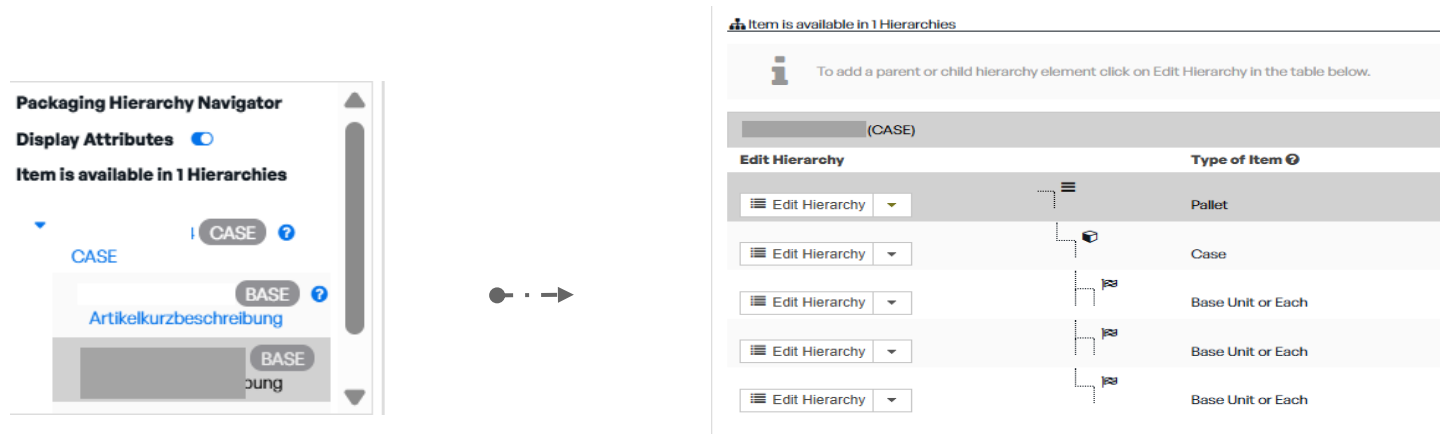 Packaging Hierarchy Navigator
Display Attributes
Item is available in 1 Hierarchies
CASE
CASE
BASE
Artikelkurzbeschreibung
BASE
Item is available in 1 Hierarchies
To add a parent or child hierarchy element click on Edit Hierarchy in the table below.
(CASE)
Edit Hierarchy Type of Item
Edit Hierarchy Pallet
Edit Hierarchy Case
Edit Hierarchy Base Unit or Each
Edit Hierarchy Base Unit or Each
Edit Hierarchy Base Unit or Each